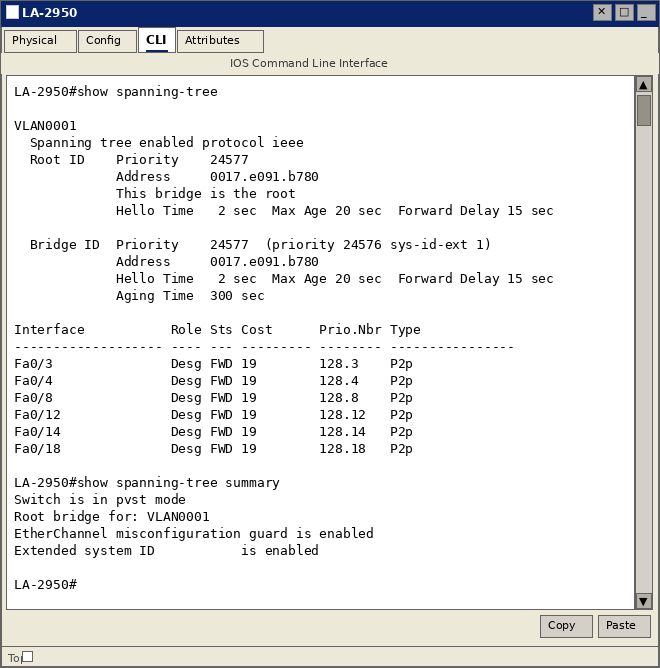 LA-2950
Physical Config CLI Attributes
IOS Command Line Interface
LA-2950#show spanning-tree
VLAN0001
  Spanning tree enabled protocol ieee
  Root ID    Priority    24577
             Address     0017.e091.b780
             This bridge is the root
             Hello Time   2 sec  Max Age 20 sec  Forward Delay 15 sec
  Bridge ID  Priority    24577  (priority 24576 sys-id-ext 1)
             Address     0017.e091.b780
             Hello Time   2 sec  Max Age 20 sec  Forward Delay 15 sec
             Aging Time  300 sec
Interface           Role Sts Cost      Prio.Nbr Type
------------------- ---- --- --------- -------- ----------------
Fa0/3               Desg FWD 19        128.3    P2p
Fa0/4               Desg FWD 19        128.4    P2p
Fa0/8               Desg FWD 19        128.8    P2p
Fa0/12              Desg FWD 19        128.12   P2p
Fa0/14              Desg FWD 19        128.14   P2p
Fa0/18              Desg FWD 19        128.18   P2p
LA-2950#show spanning-tree summary
Switch is in pvst mode
Root bridge for: VLAN0001
EtherChannel misconfiguration guard is enabled
Extended system ID           is enabled
LA-2950#
Copy Paste
Top